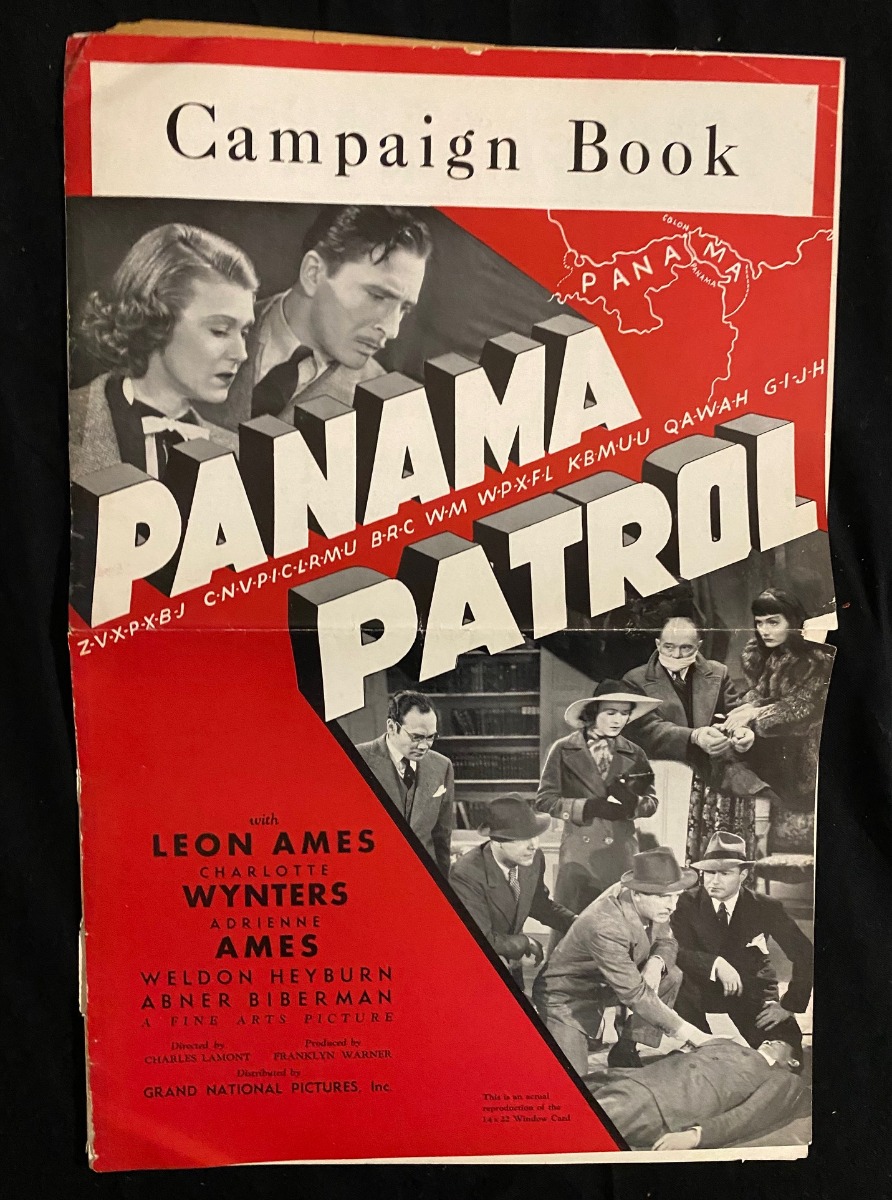 Campaign Book
COLON
PANAMA
PANAMA
PANAMA
Z-V-X-P-X-B-J C-N-V-P-I-C-L-R-M-U B-R-C W-M W-P-X-F-L K-B-M-U-U Q-A-W-A-H G-I-J-H
PATROL
with
LEON AMES
CHARLOTTE
WYNTERS
ADRIENNE
AMES
WELDON HEYBURN
ABNER BIBERMAN
A FINE ARTS PICTURE
Directed by Produced by
CHARLES LAMONT FRANKLYN WARNER
Distributed by
GRAND NATIONAL PICTURES, Inc.
This is an actual
reproduction of the
14 x 22 Window Card